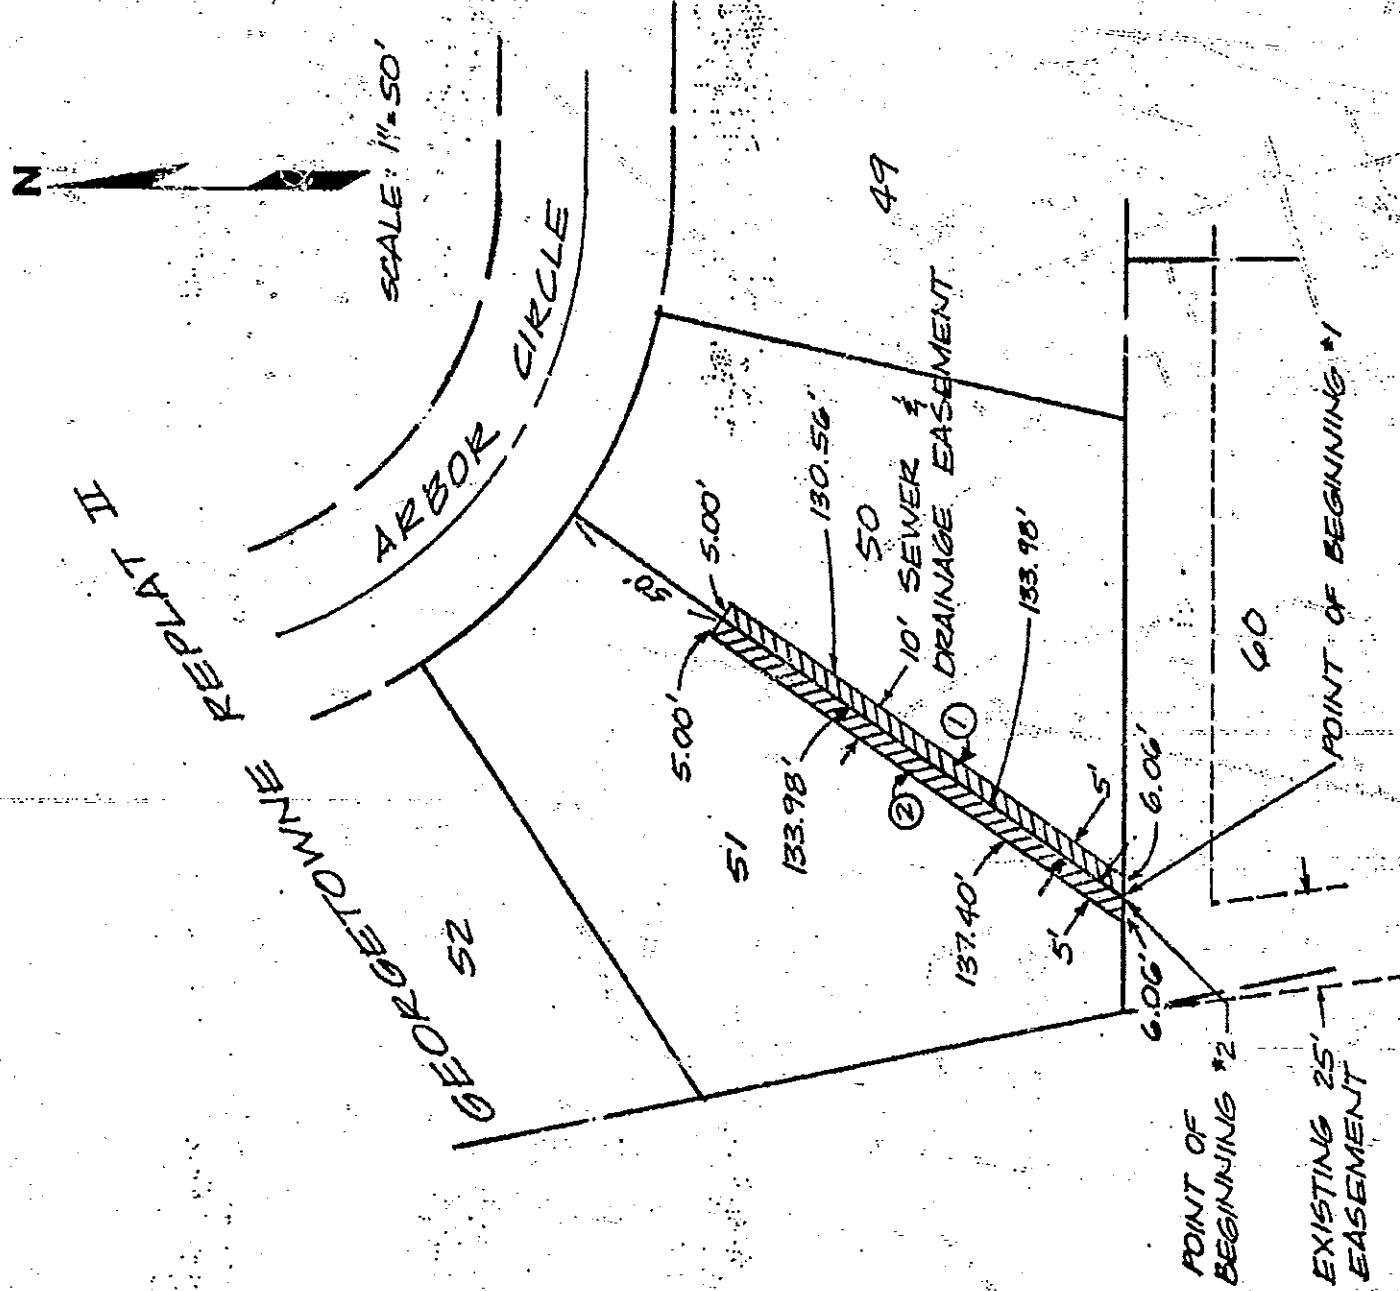 N
SCALE: 1"=50'
GEORGETOWNE REPLAT II
ARBOR CIRCLE
52
51
50
49
60
50'
5.00'
5.00'
130.56'
133.98'
10' SEWER &
DRAINAGE EASEMENT
1
2
133.98'
137.40'
5'
5'
6.06'
6.06'
POINT OF BEGINNING #1
POINT OF
BEGINNING #2
EXISTING 25'
EASEMENT